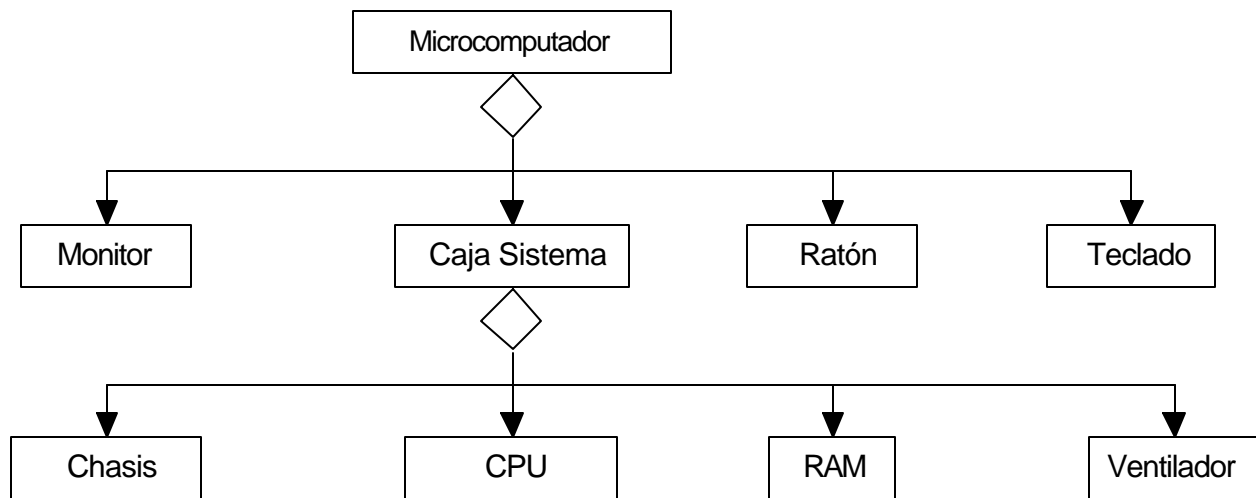 Microcomputador
Monitor
Caja Sistema
Ratón
Teclado
Chasis
CPU
RAM
Ventilador